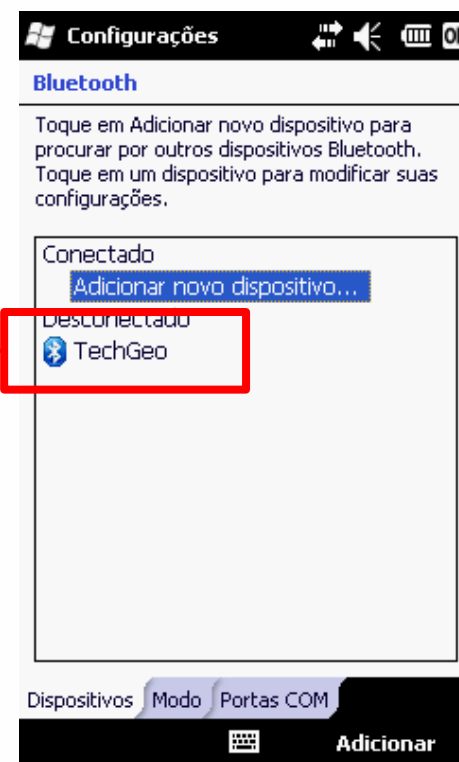 Configurações
Bluetooth
Toque em Adicionar novo dispositivo para
procurar por outros dispositivos Bluetooth.
Toque em um dispositivo para modificar suas
configurações.
Conectado
Adicionar novo dispositivo...
Desconectado
TechGeo
Dispositivos Modo Portas COM
Adicionar